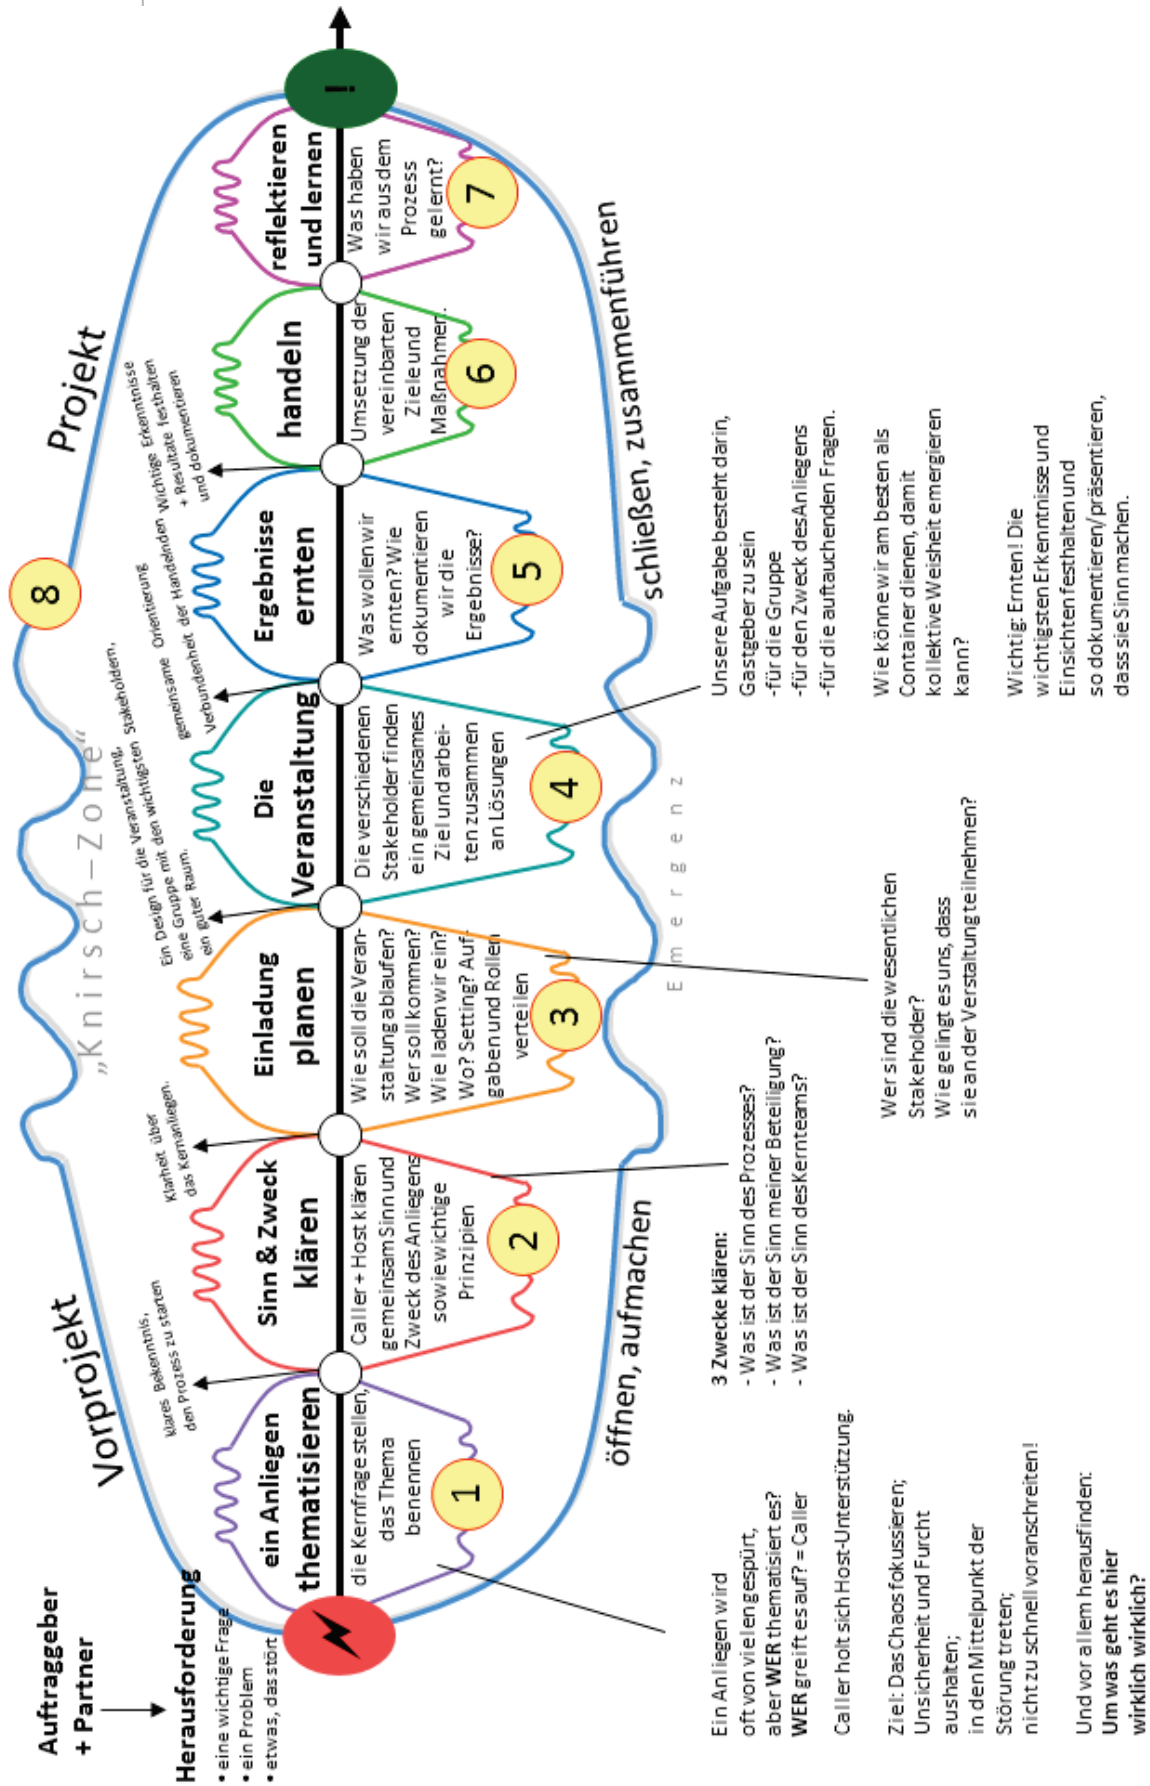 Auftraggeber
+ Partner
Herausforderung
• eine wichtige Frage
• ein Problem
• etwas, das stört
Vorprojekt
„Knirsch–Zone“
8
Projekt
klares Bekenntnis,
den Prozess zu starten
Klarheit über
das Kernanliegen.
Ein Design für die Veranstaltung,
eine Gruppe mit den wichtigsten Stakeholdern,
ein guter Raum.
gemeinsame Orientierung
Verbundenheit der Handelnden
Wichtige Erkenntnisse
+ Resultate festhalten
und dokumentieren
ein Anliegen
thematisieren
die Kernfrage stellen,
das Thema
benennen
1
Sinn & Zweck
klären
Caller + Host klären
gemeinsam Sinn und
Zweck des Anliegens
sowie wichtige
Prinzipien
2
Einladung
planen
Wie soll die Veran-
staltung ablaufen?
Wer soll kommen?
Wie laden wir ein?
Wo? Setting? Auf-
gaben und Rollen
verteilen
3
Die
Veranstaltung
Die verschiedenen
Stakeholder finden
ein gemeinsames
Ziel und arbei-
ten zusammen
an Lösungen
4
Ergebnisse
ernten
Was wollen wir
ernten? Wie
dokumentieren
wir die
Ergebnisse?
5
handeln
Umsetzung der
vereinbarten
Ziele und
Maßnahmen.
6
reflektieren
und lernen
Was haben
wir aus dem
Prozess
gelernt?
7
!
öffnen, aufmachen
Emergenz
schließen, zusammenführen
Ein Anliegen wird
oft von vielen gespürt,
aber WER thematisiert es?
WER greift es auf? = Caller
Caller holt sich Host-Unterstützung.
Ziel: Das Chaos fokussieren;
Unsicherheit und Furcht
aushalten;
in den Mittelpunkt der
Störung treten;
nicht zu schnell voranschreiten!
Und vor allem herausfinden:
Um was geht es hier
wirklich wirklich?
3 Zwecke klären:
- Was ist der Sinn des Prozesses?
- Was ist der Sinn meiner Beteiligung?
- Was ist der Sinn des Kernteams?
Wer sind die wesentlichen
Stakeholder?
Wie gelingt es uns, dass
sie an der Verstaltung teilnehmen?
Unsere Aufgabe besteht darin,
Gastgeber zu sein
-für die Gruppe
-für den Zweck des Anliegens
-für die auftauchenden Fragen.
Wie könne wir am besten als
Container dienen, damit
kollektive Weisheit emergieren
kann?
Wichtig: Ernten! Die
wichtigsten Erkenntnisse und
Einsichten festhalten und
so dokumentieren/präsentieren,
dass sie Sinn machen.